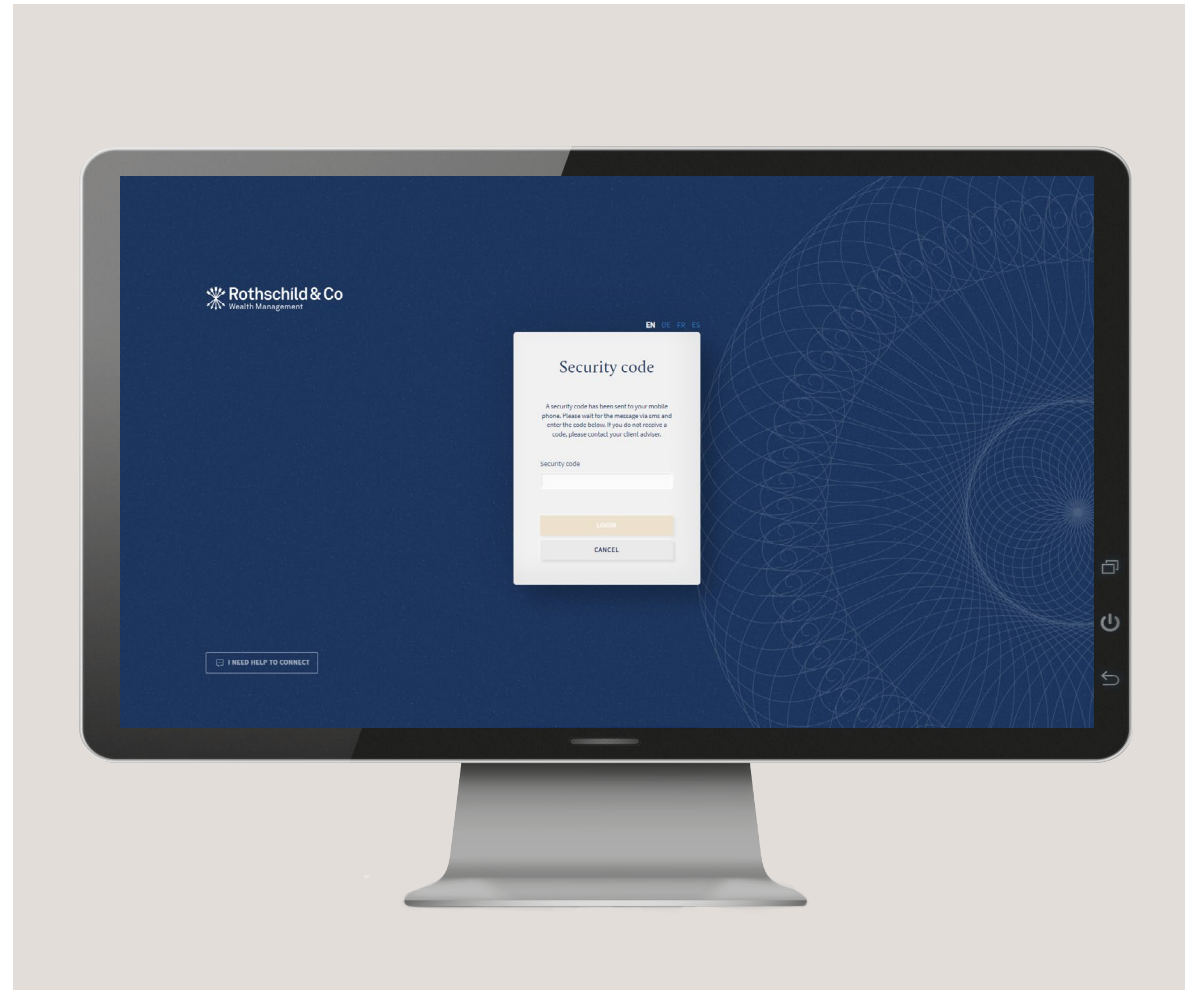 Rothschild & Co
Wealth Management
EN DE FR ES
Security code
A security code has been sent to your mobile
phone. Please wait for the message via sms and
enter the code below. If you do not receive a
code, please contact your client adviser.
Security code
LOGIN
CANCEL
I NEED HELP TO CONNECT